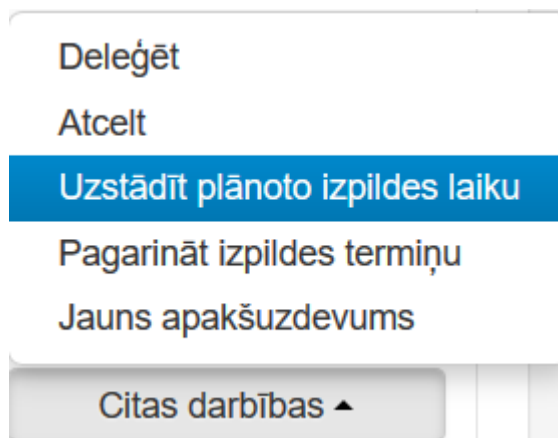 Deleģēt
Atcelt
Uzstādīt plānoto izpildes laiku
Pagarināt izpildes termiņu
Jauns apakšuzdevums
Citas darbības